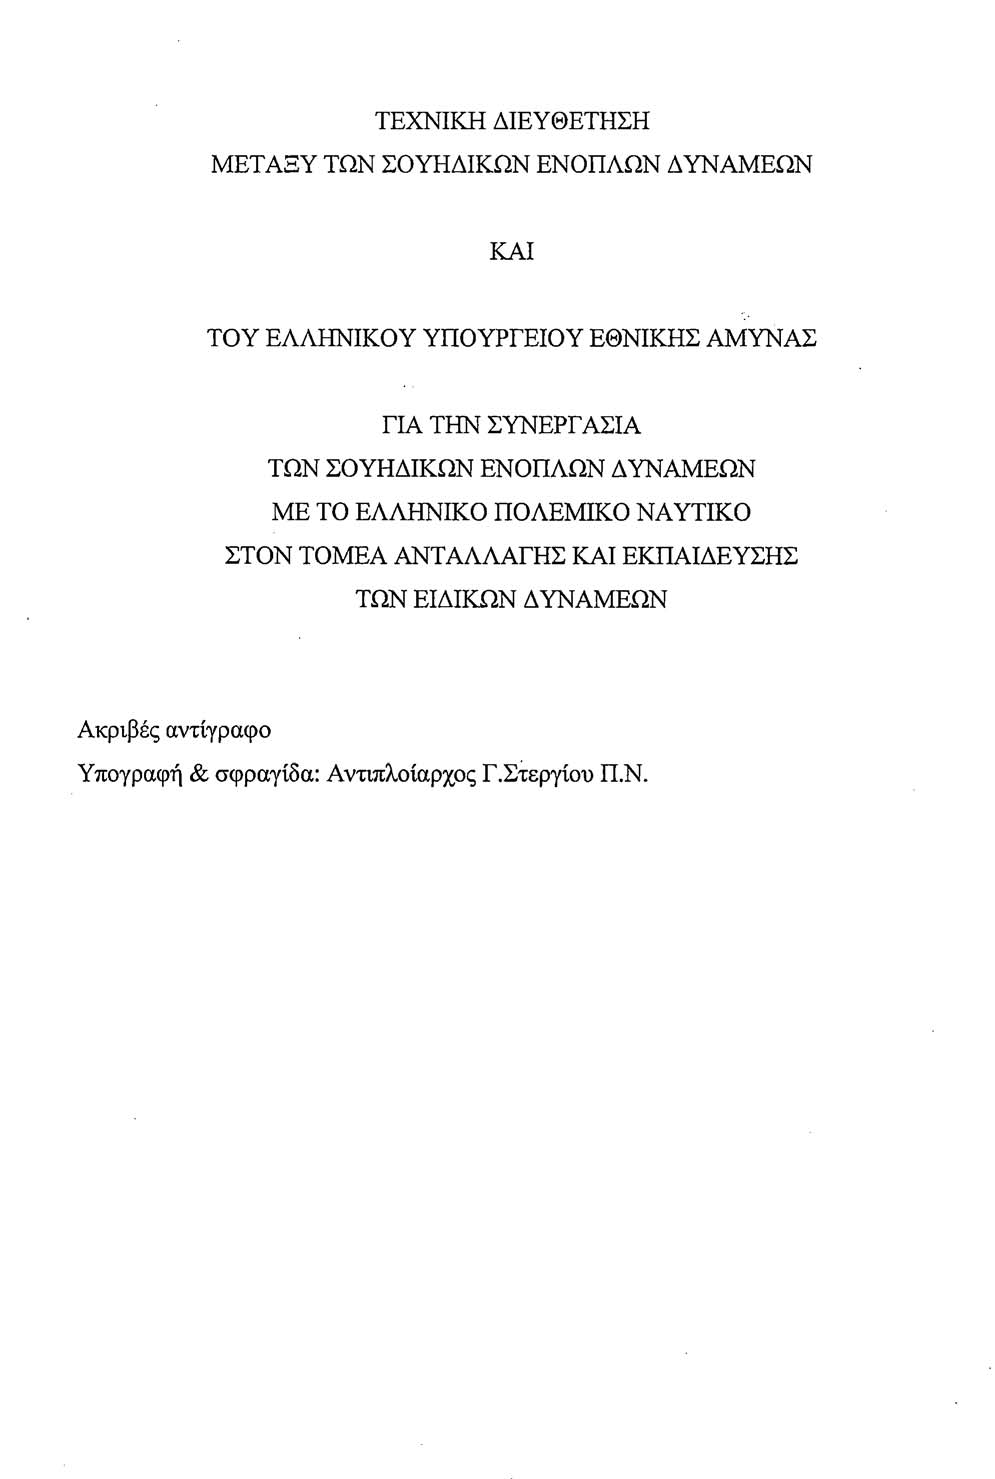 ΤΕΧΝΙΚΗ ΔΙΕΥΘΕΤΗΣΗ
ΜΕΤΑΞΥ ΤΩΝ ΣΟΥΗΔΙΚΩΝ ΕΝΟΠΛΩΝ ΔΥΝΑΜΕΩΝ
ΚΑΙ
ΤΟΥ ΕΛΛΗΝΙΚΟΥ ΥΠΟΥΡΓΕΙΟΥ ΕΘΝΙΚΗΣ ΑΜΥΝΑΣ
ΓΙΑ ΤΗΝ ΣΥΝΕΡΓΑΣΙΑ
ΤΩΝ ΣΟΥΗΔΙΚΩΝ ΕΝΟΠΛΩΝ ΔΥΝΑΜΕΩΝ
ΜΕ ΤΟ ΕΛΛΗΝΙΚΟ ΠΟΛΕΜΙΚΟ ΝΑΥΤΙΚΟ
ΣΤΟΝ ΤΟΜΕΑ ΑΝΤΑΛΛΑΓΗΣ ΚΑΙ ΕΚΠΑΙΔΕΥΣΗΣ
ΤΩΝ ΕΙΔΙΚΩΝ ΔΥΝΑΜΕΩΝ
Ακριβές αντίγραφο
Υπογραφή & σφραγίδα: Αντιπλοίαρχος Γ.Στεργίου Π.Ν.